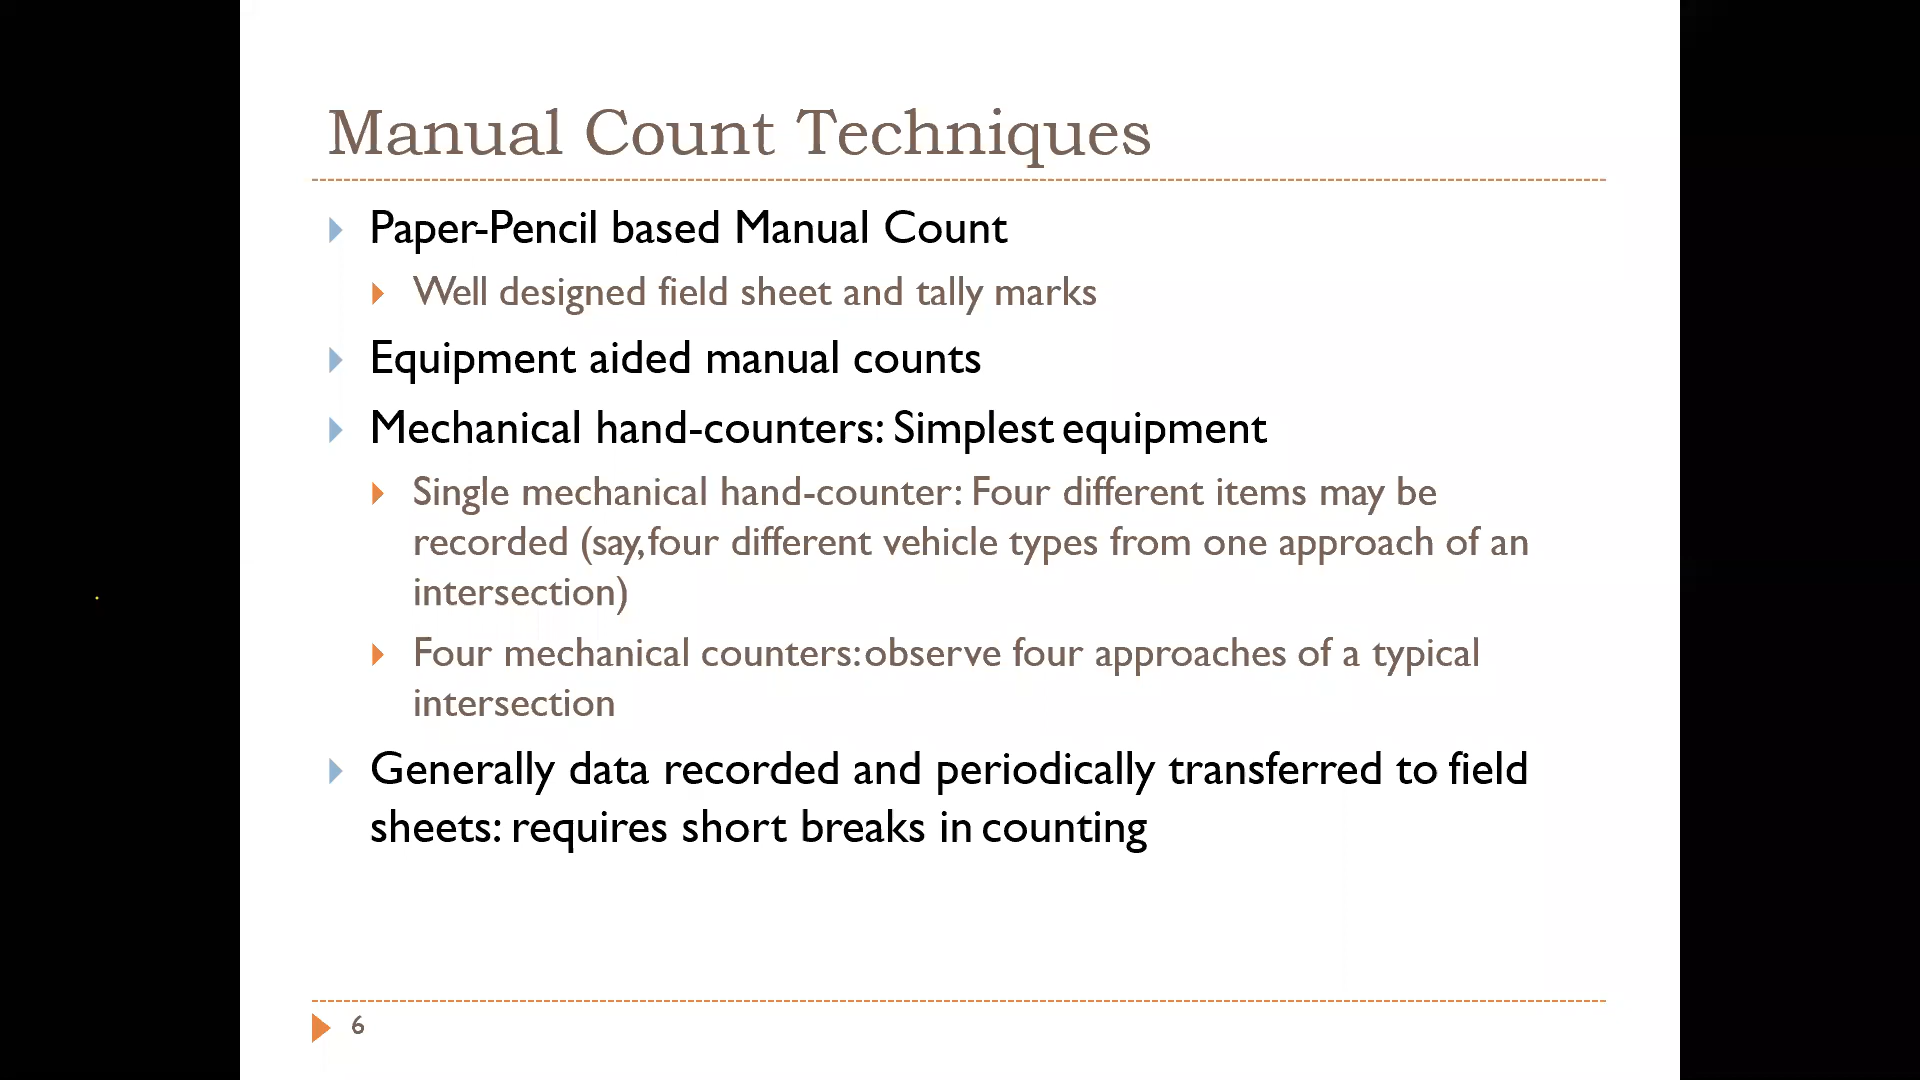 Manual Count Techniques
Paper-Pencil based Manual Count
Well designed field sheet and tally marks
Equipment aided manual counts
Mechanical hand-counters: Simplest equipment
Single mechanical hand-counter: Four different items may be
recorded (say,four different vehicle types from one approach of an
intersection)
Four mechanical counters:observe four approaches of a typical
intersection
Generally data recorded and periodically transferred to field
sheets: requires short breaks in counting
6